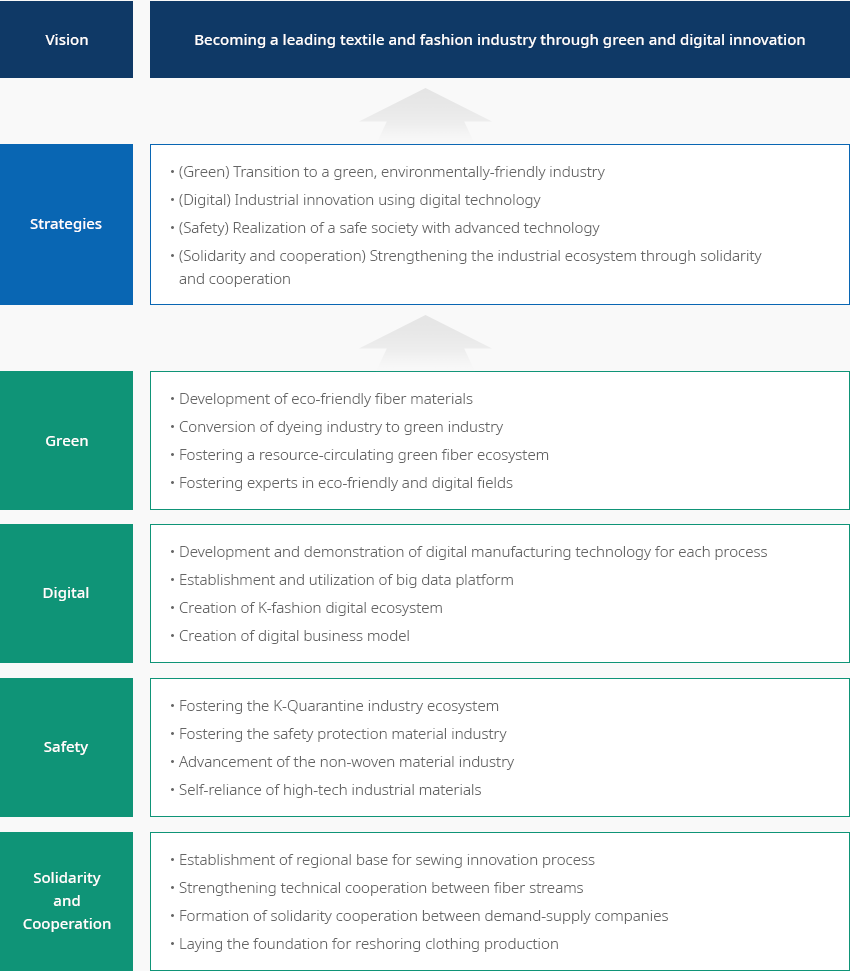 Vision
Becoming a leading textile and fashion industry through green and digital innovation
Strategies
• (Green) Transition to a green, environmentally-friendly industry
• (Digital) Industrial innovation using digital technology
• (Safety) Realization of a safe society with advanced technology
• (Solidarity and cooperation) Strengthening the industrial ecosystem through solidarity
and cooperation
Green
• Development of eco-friendly fiber materials
• Conversion of dyeing industry to green industry
• Fostering a resource-circulating green fiber ecosystem
• Fostering experts in eco-friendly and digital fields
Digital
• Development and demonstration of digital manufacturing technology for each process
• Establishment and utilization of big data platform
• Creation of K-fashion digital ecosystem
• Creation of digital business model
Safety
• Fostering the K-Quarantine industry ecosystem
• Fostering the safety protection material industry
• Advancement of the non-woven material industry
• Self-reliance of high-tech industrial materials
Solidarity
and
Cooperation
• Establishment of regional base for sewing innovation process
• Strengthening technical cooperation between fiber streams
• Formation of solidarity cooperation between demand-supply companies
• Laying the foundation for reshoring clothing production